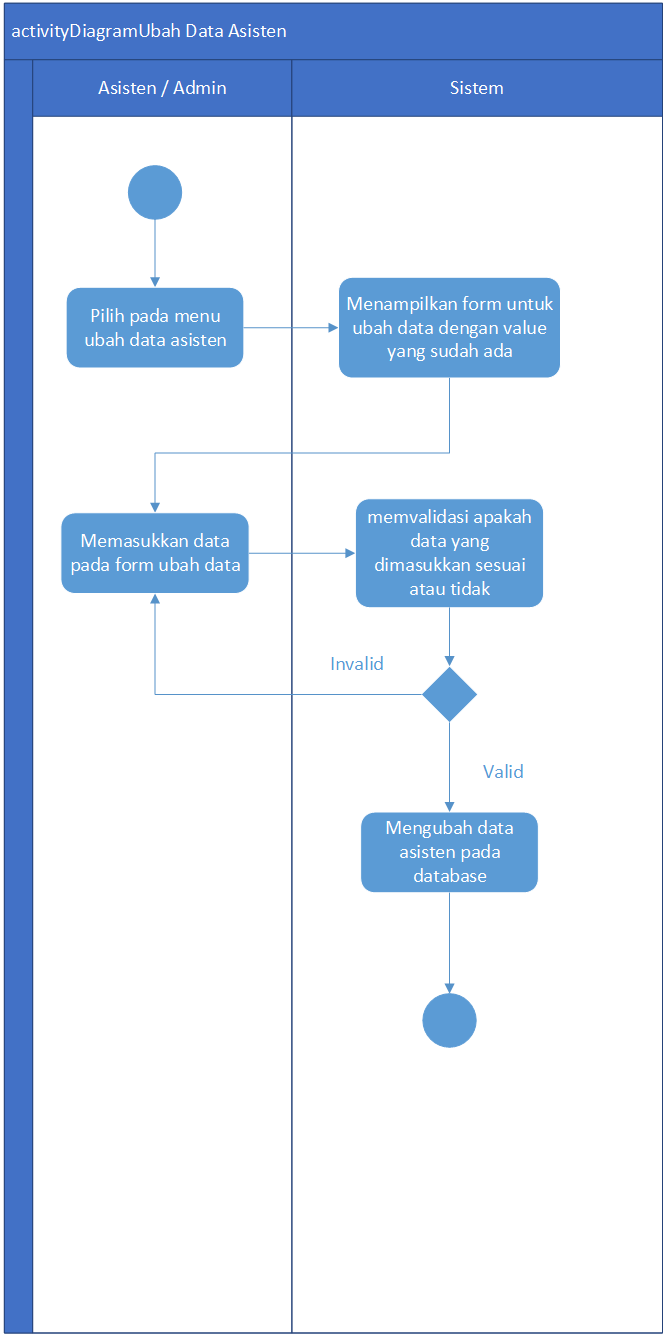 activityDiagramUbah Data Asisten
Asisten / Admin
Sistem
Pilih pada menu
ubah data asisten
Menampilkan form untuk
ubah data dengan value
yang sudah ada
Memasukkan data
pada form ubah data
memvalidasi apakah
data yang
dimasukkan sesuai
atau tidak
Invalid
Valid
Mengubah data
asisten pada
database